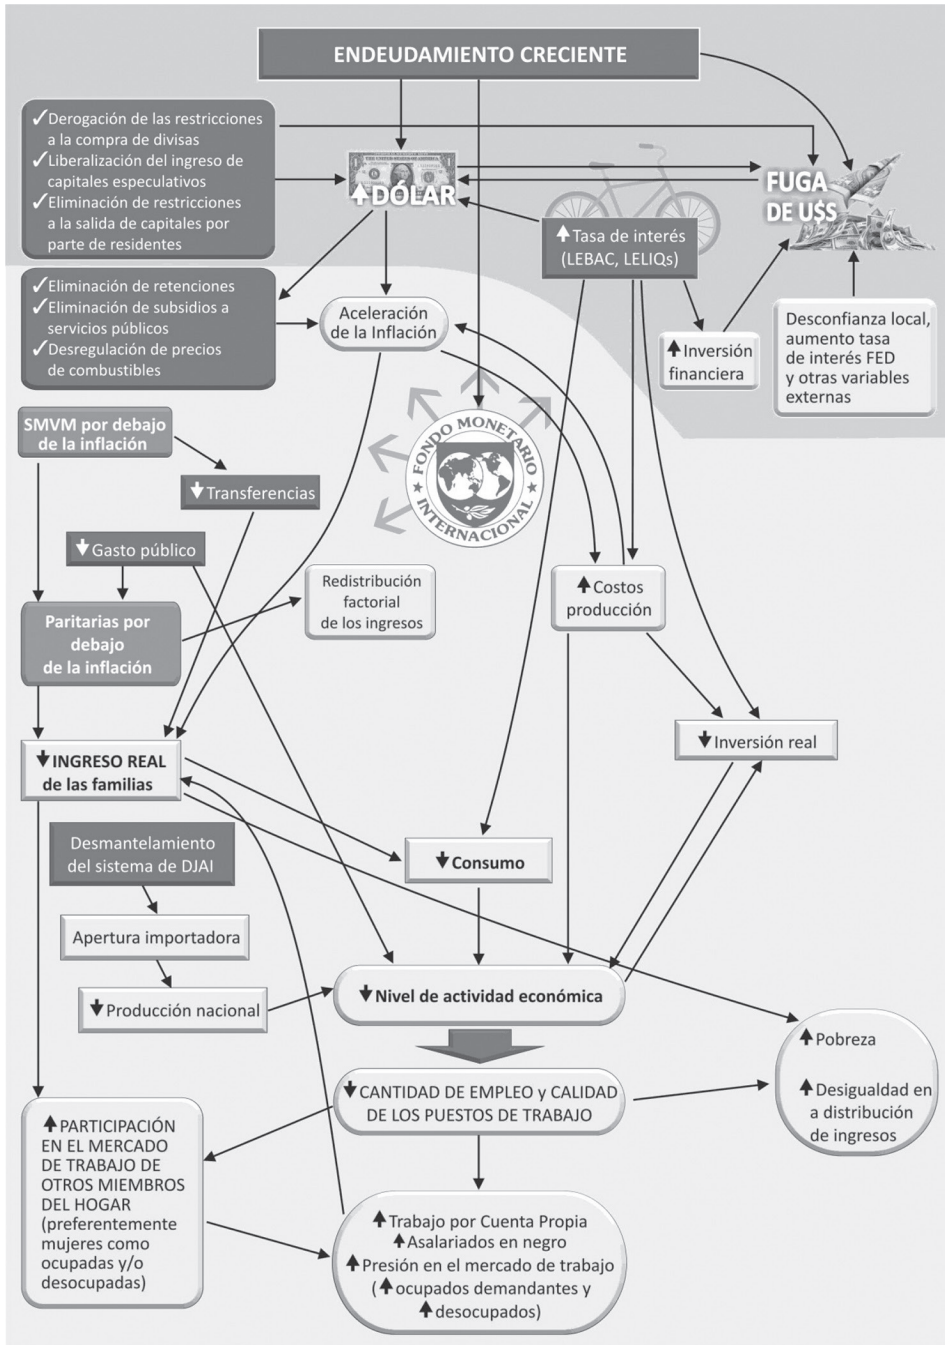 ENDEUDAMIENTO CRECIENTE
✓Derogación de las restricciones
a la compra de divisas
✓Liberalización del ingreso de
capitales especulativos
✓Eliminación de restricciones
a la salida de capitales por
parte de residentes
DÓLAR
FUGA
DE U$S
Tasa de interés
(LEBAC, LELIQs)
✓Eliminación de retenciones
✓Eliminación de subsidios a
servicios públicos
✓Desregulación de precios
de combustibles
Aceleración
de la Inflación
Inversión
financiera
Desconfianza local,
aumento tasa
de interés FED
y otras variables
externas
SMVM por debajo
de la inflación
Transferencias
FONDO MONETARIO
INTERNACIONAL
Gasto público
Redistribución
factorial
de los ingresos
Costos
producción
Paritarias por
debajo
de la inflación
Inversión real
INGRESO REAL
de las familias
Desmantelamiento
del sistema de DJAI
Consumo
Apertura importadora
Producción nacional
Nivel de actividad económica
Pobreza
Desigualdad en
a distribución
de ingresos
CANTIDAD DE EMPLEO y CALIDAD
DE LOS PUESTOS DE TRABAJO
PARTICIPACIÓN
EN EL MERCADO
DE TRABAJO DE
OTROS MIEMBROS
DEL HOGAR
(preferentemente
mujeres como
ocupadas y/o
desocupadas)
Trabajo por Cuenta Propia
Asalariados en negro
Presión en el mercado de trabajo
(ocupados demandantes y
desocupados)